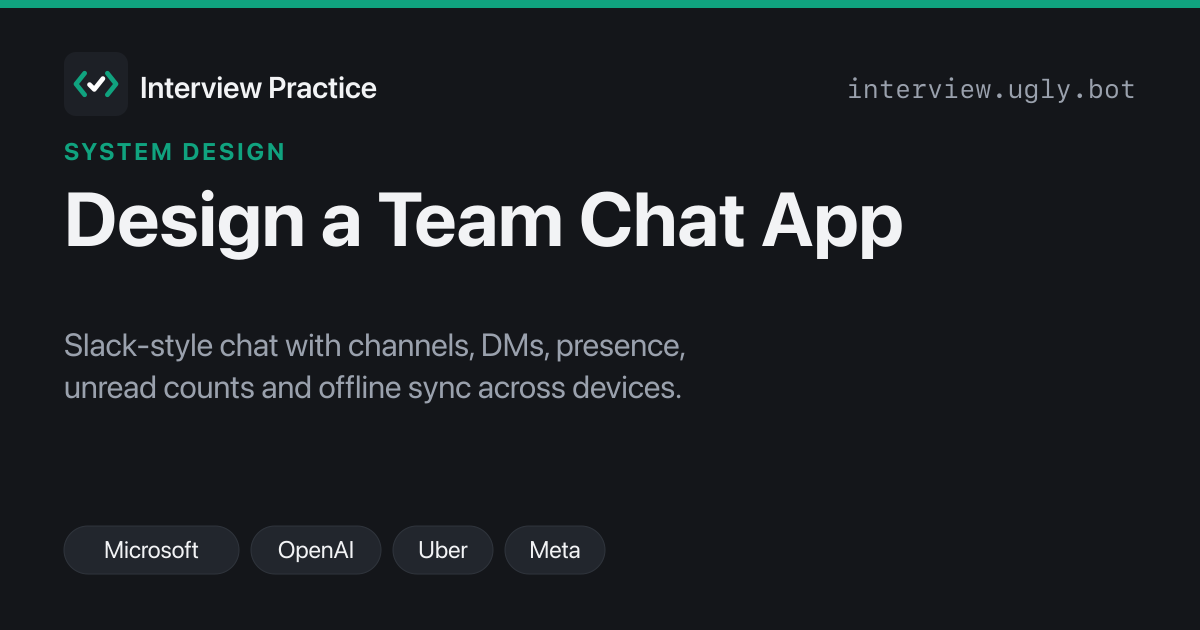 Interview Practice
interview.ugly.bot
SYSTEM DESIGN
Design a Team Chat App
Slack-style chat with channels, DMs, presence,
unread counts and offline sync across devices.
Microsoft
OpenAI
Uber
Meta